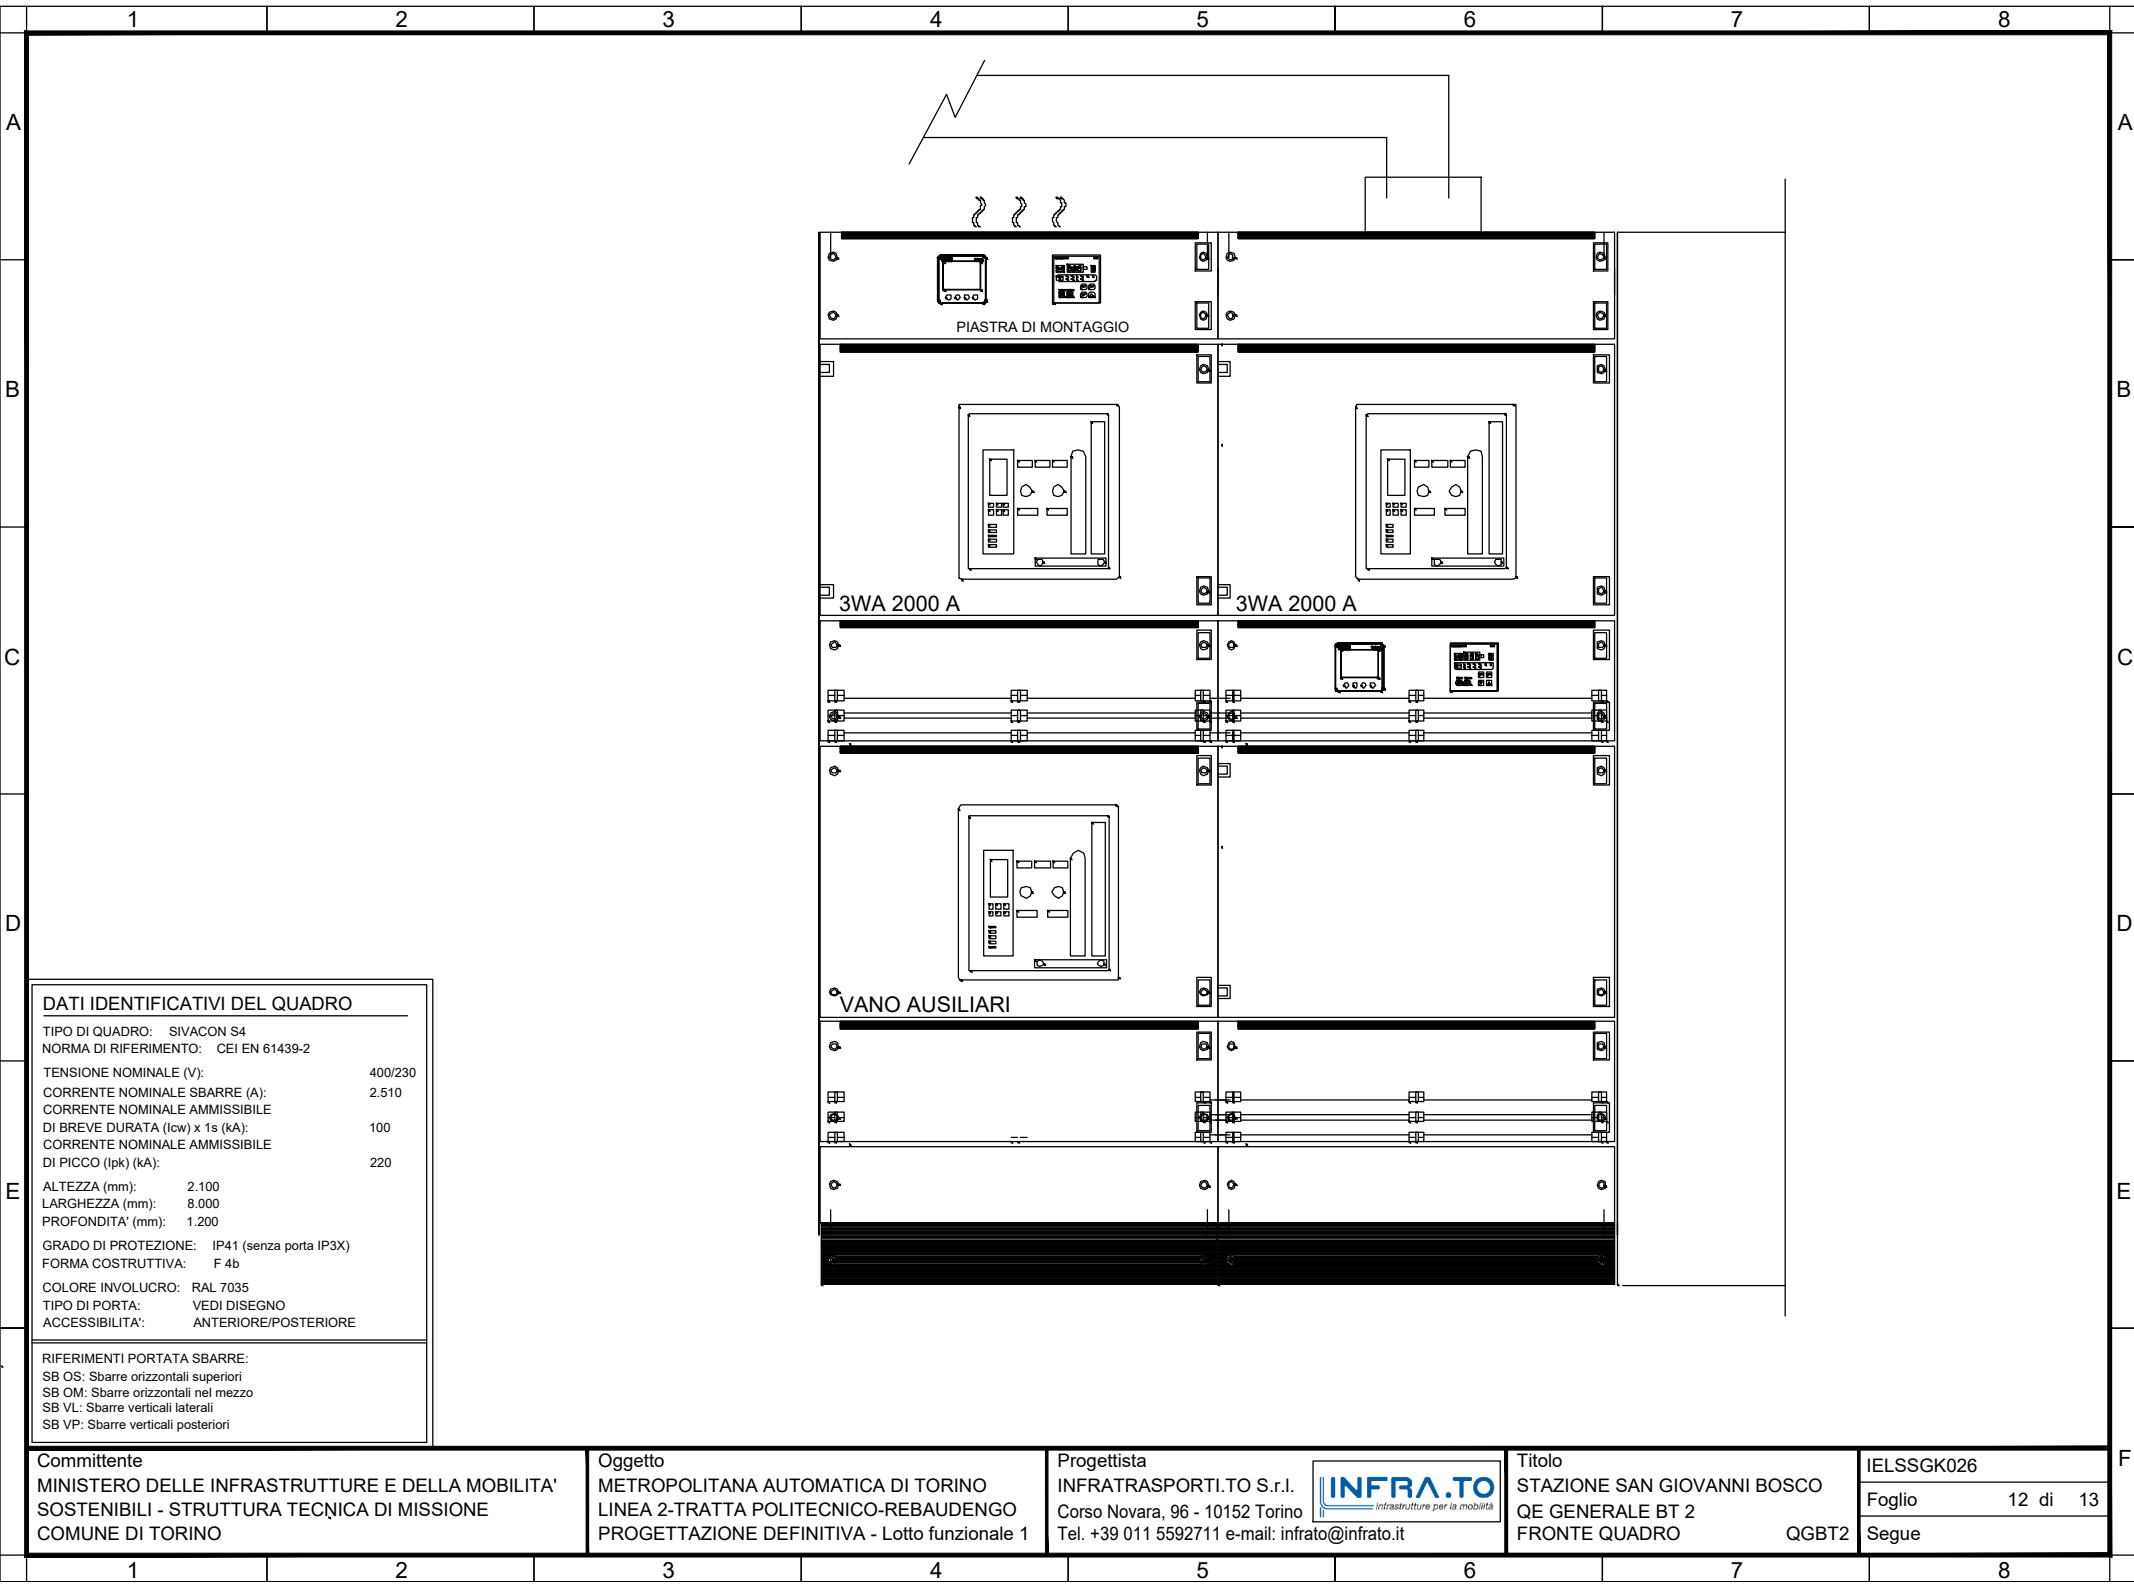 1 2 3 4 5 6 7 8
A A
B B
C C
D D
E E
F
PIASTRA DI MONTAGGIO
3WA 2000 A
3WA 2000 A
VANO AUSILIARI
DATI IDENTIFICATIVI DEL QUADRO
TIPO DI QUADRO: SIVACON S4
NORMA DI RIFERIMENTO: CEI EN 61439-2
TENSIONE NOMINALE (V): 400/230
CORRENTE NOMINALE SBARRE (A): 2.510
CORRENTE NOMINALE AMMISSIBILE
DI BREVE DURATA (Icw) x 1s (kA): 100
CORRENTE NOMINALE AMMISSIBILE
DI PICCO (Ipk) (kA): 220
ALTEZZA (mm): 2.100
LARGHEZZA (mm): 8.000
PROFONDITA' (mm): 1.200
GRADO DI PROTEZIONE: IP41 (senza porta IP3X)
FORMA COSTRUTTIVA: F 4b
COLORE INVOLUCRO: RAL 7035
TIPO DI PORTA: VEDI DISEGNO
ACCESSIBILITA': ANTERIORE/POSTERIORE
RIFERIMENTI PORTATA SBARRE:
SB OS: Sbarre orizzontali superiori
SB OM: Sbarre orizzontali nel mezzo
SB VL: Sbarre verticali laterali
SB VP: Sbarre verticali posteriori
Committente
MINISTERO DELLE INFRASTRUTTURE E DELLA MOBILITA'
SOSTENIBILI - STRUTTURA TECNICA DI MISSIONE
COMUNE DI TORINO
Oggetto
METROPOLITANA AUTOMATICA DI TORINO
LINEA 2-TRATTA POLITECNICO-REBAUDENGO
PROGETTAZIONE DEFINITIVA - Lotto funzionale 1
Progettista
INFRATRASPORTI.TO S.r.l.
Corso Novara, 96 - 10152 Torino
Tel. +39 011 5592711 e-mail: infrato@infrato.it
INFRA.TO
infrastrutture per la mobilità
Titolo
STAZIONE SAN GIOVANNI BOSCO
QE GENERALE BT 2
FRONTE QUADRO QGBT2
IELSSGK026
Foglio 12 di 13
Segue
1 2 3 4 5 6 7 8